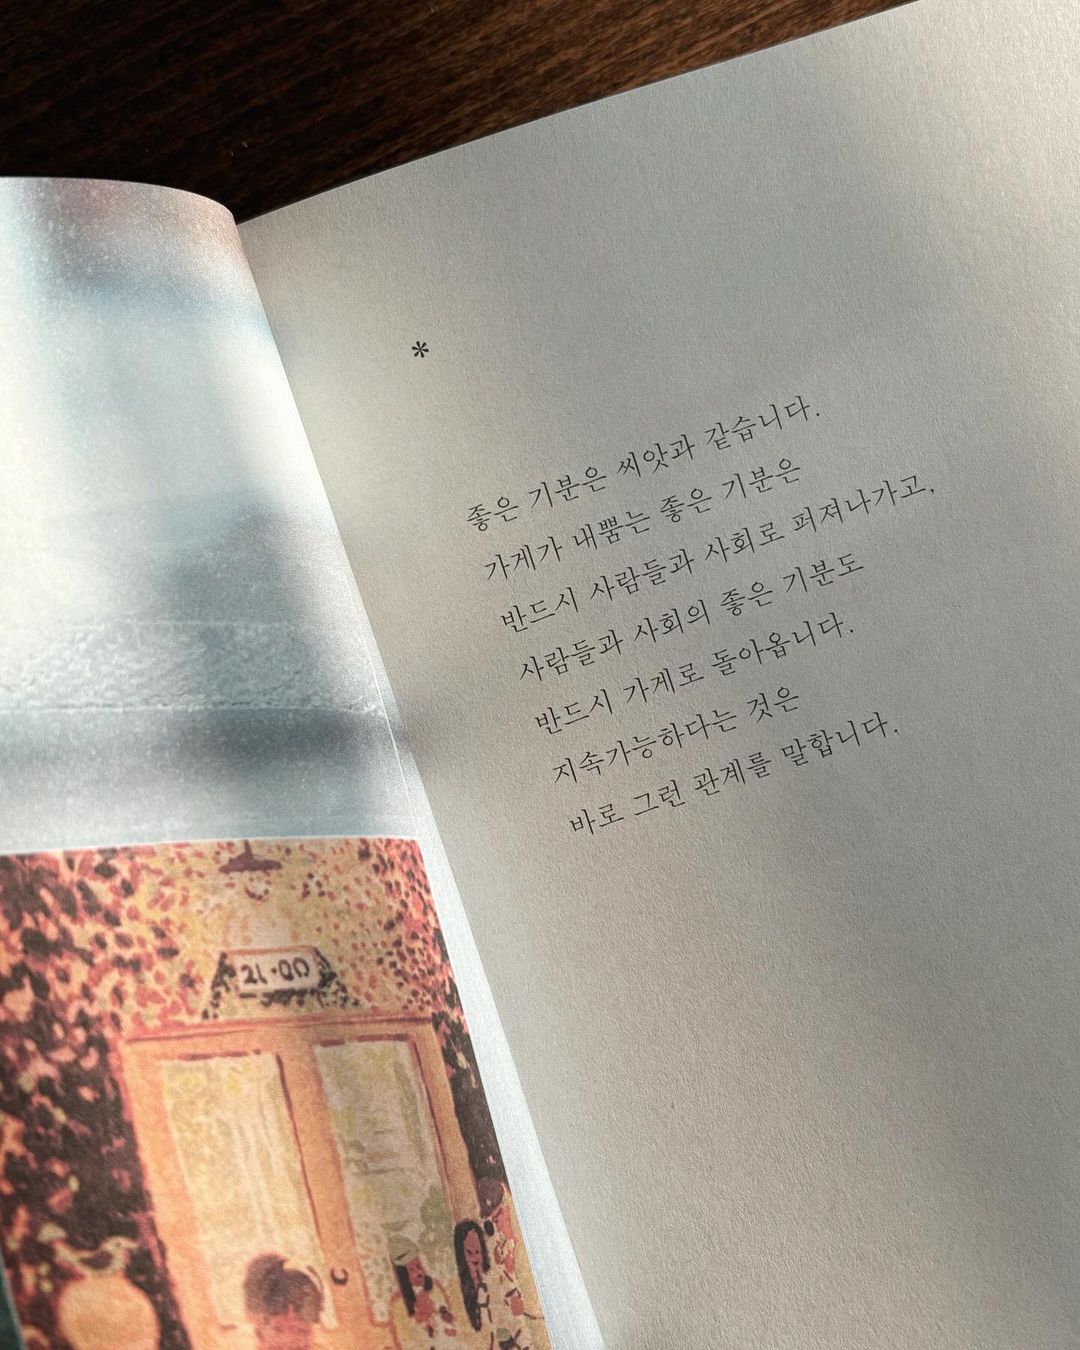 *
좋은 기분은 씨앗과 같습니다.
가게가 내뿜는 좋은 기분은
반드시 사람들과 사회로 퍼져나가고,
사람들과 사회의 좋은 기분도
반드시 가게로 돌아옵니다.
지속가능하다는 것은
바로 그런 관계를 말합니다.
21·00